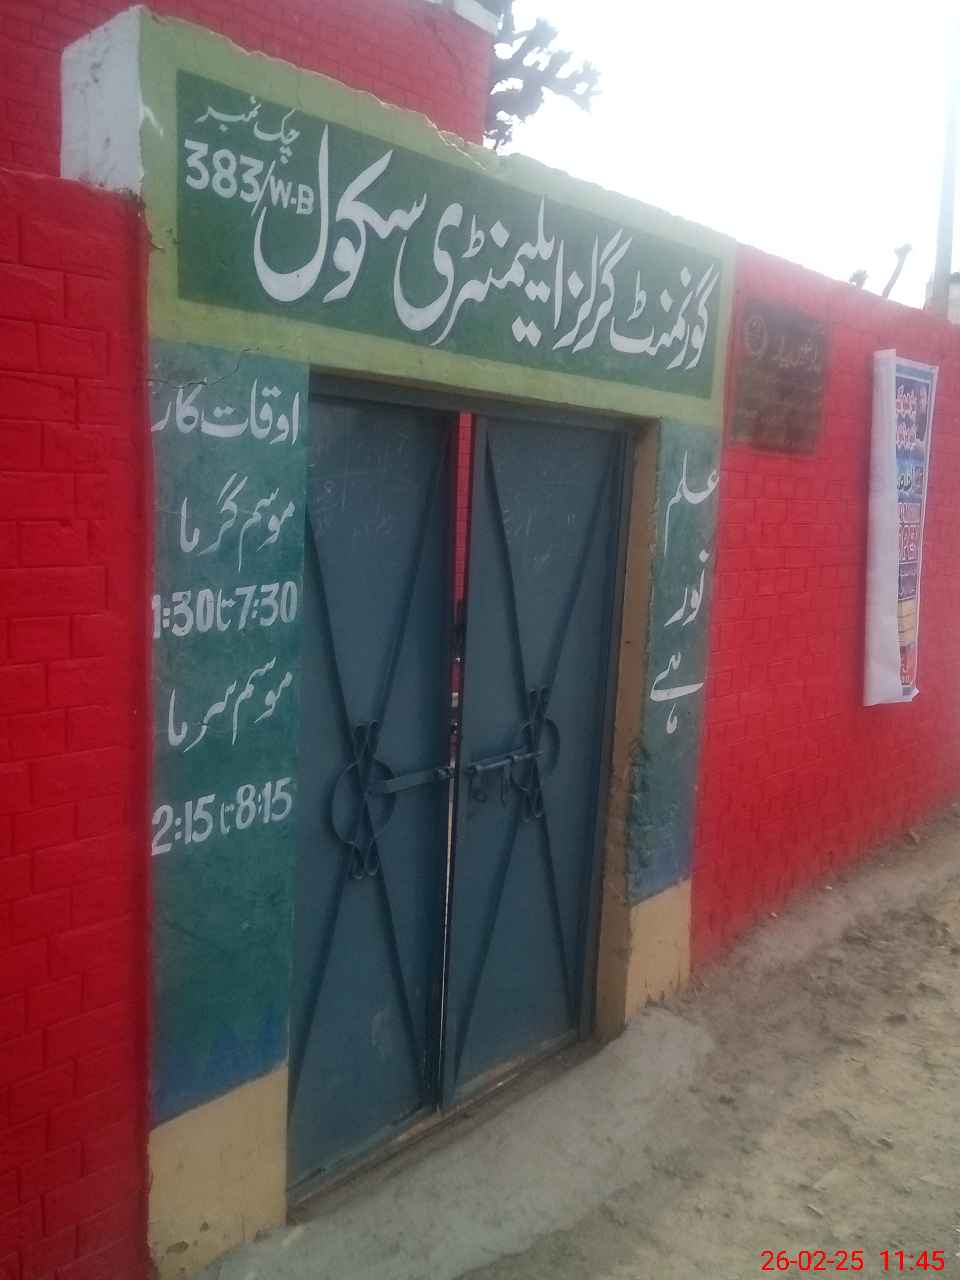 گورنمنٹ گرلز ایلیمنٹری سکول
چک نمبر
383/W-B
اوقات کار
موسم گرما
7:30 تا 1:30
موسم سرما
8:15 تا 2:15
علم
نور
ہے
26-02-25 11:45